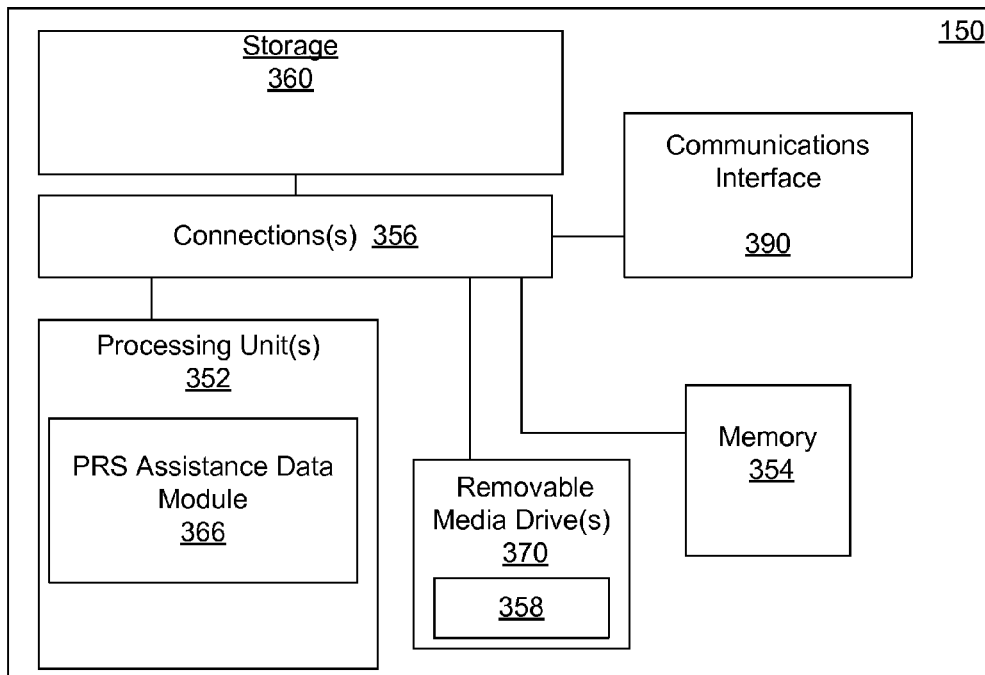 150
Storage
360
Communications
Interface
390
Connections(s) 356
Processing Unit(s)
352
PRS Assistance Data
Module
366
Removable
Media Drive(s)
370
358
Memory
354